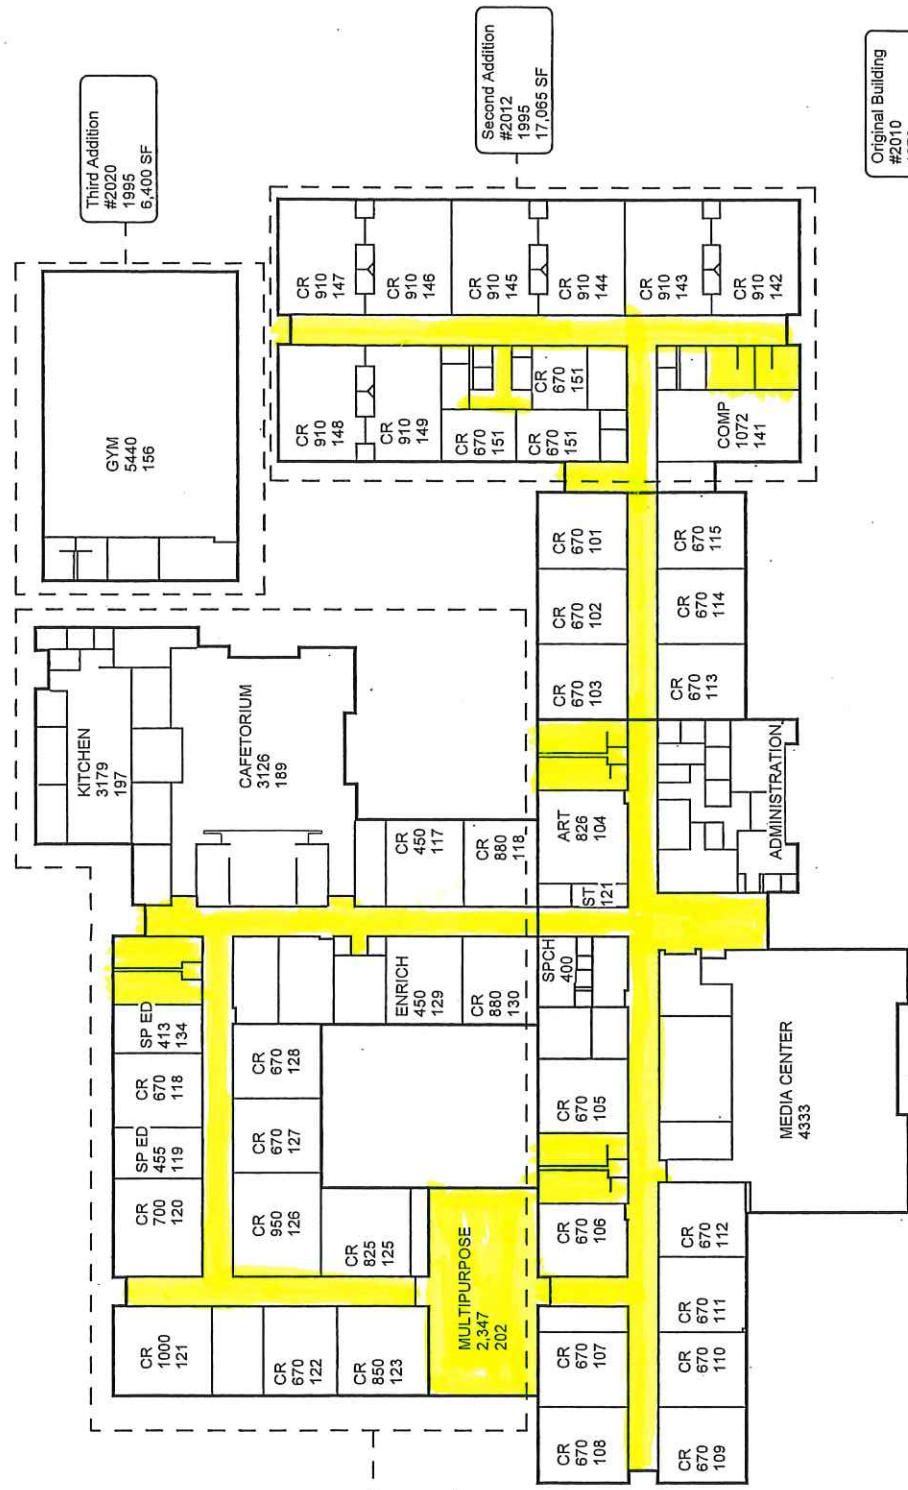 Third Addition
#2020
1995
6,400 SF
Second Addition
#2012
1995
17,065 SF
Original Building
#2010
GYM
5440
156
CR
910
147
CR
910
146
CR
910
145
CR
910
144
CR
910
143
CR
910
142
CR
910
148
CR
910
149
CR
670
151
CR
670
151
CR
670
151
COMP
1072
141
KITCHEN
3179
197
CAFETORIUM
3126
189
CR
450
117
CR
880
118
CR
670
101
CR
670
102
CR
670
103
ART
826
104
ST
121
CR
670
115
CR
670
114
CR
670
113
ADMINISTRATION
SP ED
413
134
CR
670
118
SP ED
455
119
CR
700
120
CR
670
128
CR
670
127
CR
950
126
CR
825
125
ENRICH
450
129
CR
880
130
SPCH
400
CR
670
105
CR
670
106
MEDIA CENTER
4333
CR
1000
121
CR
670
122
CR
850
123
MULTIPURPOSE
2,347
202
CR
670
107
CR
670
108
CR
670
112
CR
670
111
CR
670
110
CR
670
109